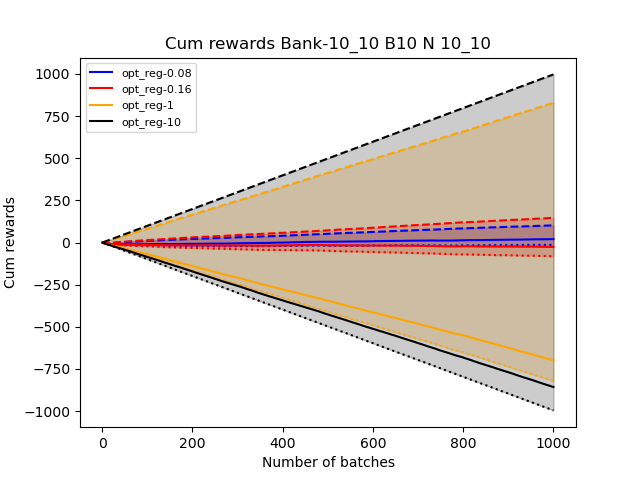 Cum rewards Bank-10_10 B10 N 10_10
opt_reg-0.08
opt_reg-0.16
opt_reg-1
opt_reg-10
1000
750
500
250
0
−250
−500
−750
−1000
Cum rewards
0 200 400 600 800 1000
Number of batches